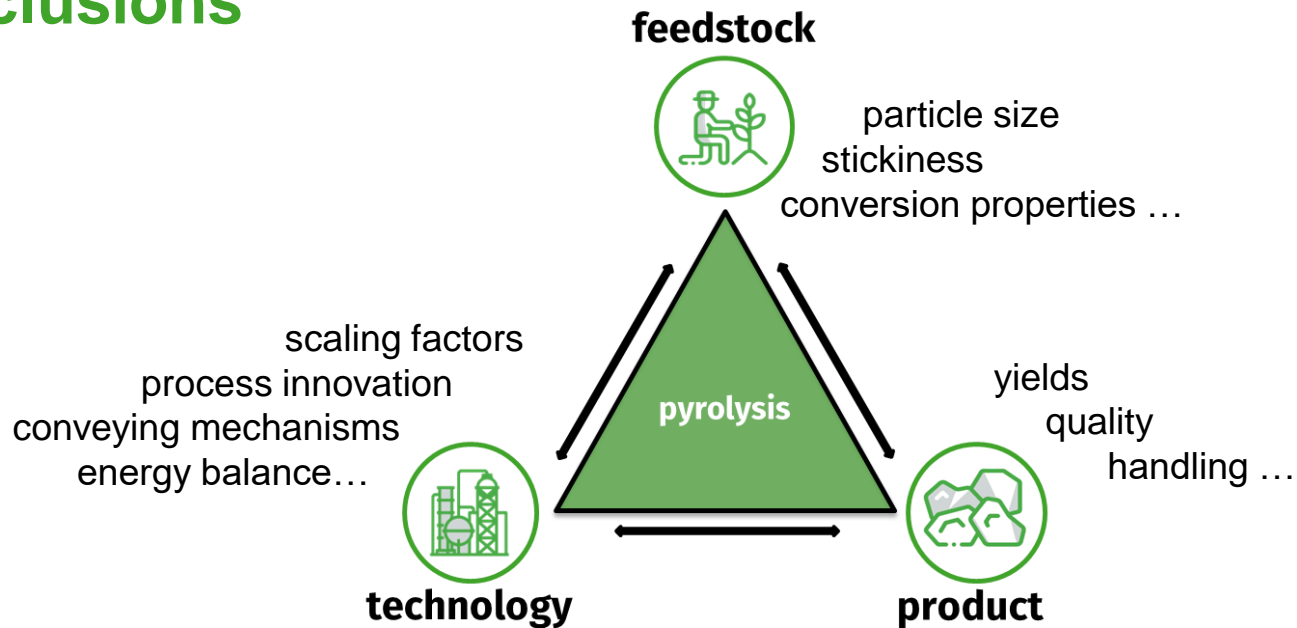 clusions
feedstock
particle size
stickiness
conversion properties …
scaling factors
process innovation
conveying mechanisms
energy balance…
yields
quality
handling …
pyrolysis
technology
product